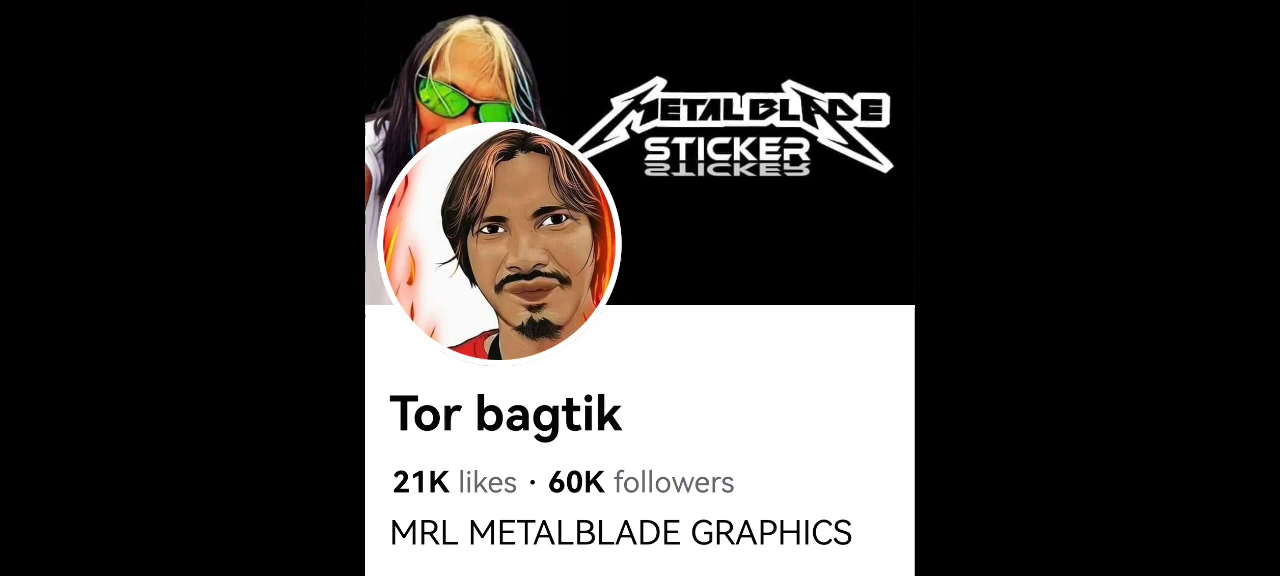 METALBLADE
STICKER
Tor bagtik
21K likes · 60K followers
MRL METALBLADE GRAPHICS